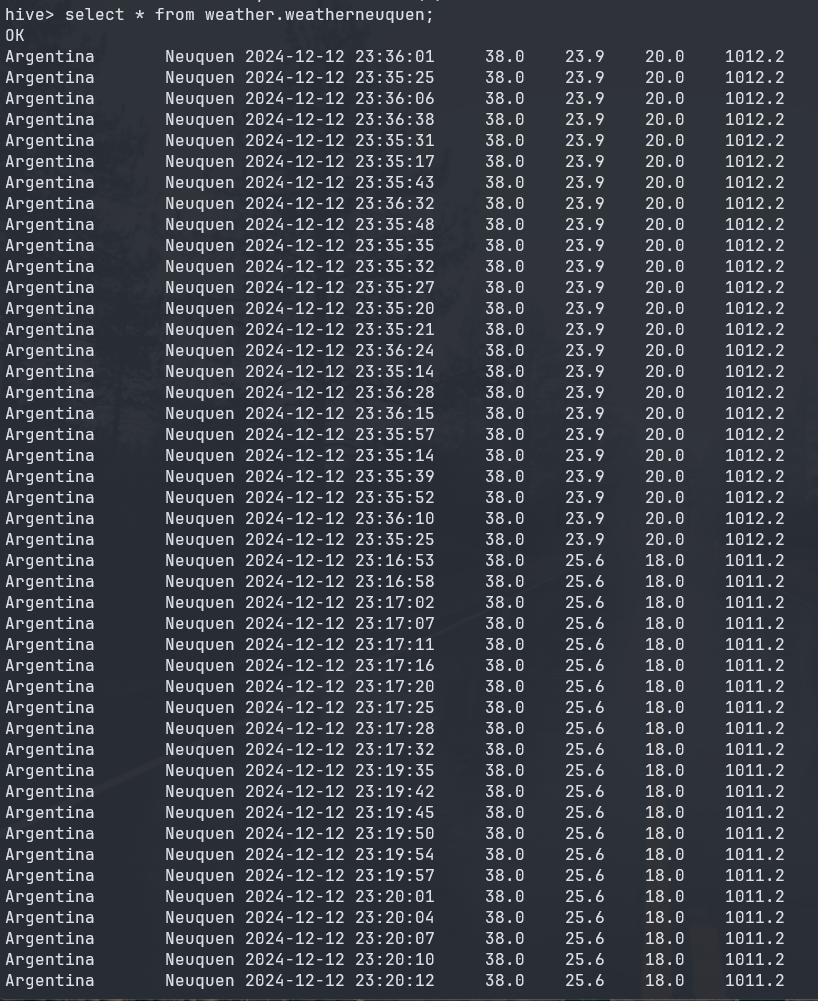 hive> select * from weather.weatherneuquen;
OK
Argentina Neuquen 2024-12-12 23:36:01 38.0 23.9 20.0 1012.2
Argentina Neuquen 2024-12-12 23:35:25 38.0 23.9 20.0 1012.2
Argentina Neuquen 2024-12-12 23:36:06 38.0 23.9 20.0 1012.2
Argentina Neuquen 2024-12-12 23:36:38 38.0 23.9 20.0 1012.2
Argentina Neuquen 2024-12-12 23:35:31 38.0 23.9 20.0 1012.2
Argentina Neuquen 2024-12-12 23:35:17 38.0 23.9 20.0 1012.2
Argentina Neuquen 2024-12-12 23:35:43 38.0 23.9 20.0 1012.2
Argentina Neuquen 2024-12-12 23:36:32 38.0 23.9 20.0 1012.2
Argentina Neuquen 2024-12-12 23:35:48 38.0 23.9 20.0 1012.2
Argentina Neuquen 2024-12-12 23:35:35 38.0 23.9 20.0 1012.2
Argentina Neuquen 2024-12-12 23:35:32 38.0 23.9 20.0 1012.2
Argentina Neuquen 2024-12-12 23:35:27 38.0 23.9 20.0 1012.2
Argentina Neuquen 2024-12-12 23:35:20 38.0 23.9 20.0 1012.2
Argentina Neuquen 2024-12-12 23:35:21 38.0 23.9 20.0 1012.2
Argentina Neuquen 2024-12-12 23:36:24 38.0 23.9 20.0 1012.2
Argentina Neuquen 2024-12-12 23:35:14 38.0 23.9 20.0 1012.2
Argentina Neuquen 2024-12-12 23:36:28 38.0 23.9 20.0 1012.2
Argentina Neuquen 2024-12-12 23:36:15 38.0 23.9 20.0 1012.2
Argentina Neuquen 2024-12-12 23:35:57 38.0 23.9 20.0 1012.2
Argentina Neuquen 2024-12-12 23:35:14 38.0 23.9 20.0 1012.2
Argentina Neuquen 2024-12-12 23:35:39 38.0 23.9 20.0 1012.2
Argentina Neuquen 2024-12-12 23:35:52 38.0 23.9 20.0 1012.2
Argentina Neuquen 2024-12-12 23:36:10 38.0 23.9 20.0 1012.2
Argentina Neuquen 2024-12-12 23:35:25 38.0 23.9 20.0 1012.2
Argentina Neuquen 2024-12-12 23:16:53 38.0 25.6 18.0 1011.2
Argentina Neuquen 2024-12-12 23:16:58 38.0 25.6 18.0 1011.2
Argentina Neuquen 2024-12-12 23:17:02 38.0 25.6 18.0 1011.2
Argentina Neuquen 2024-12-12 23:17:07 38.0 25.6 18.0 1011.2
Argentina Neuquen 2024-12-12 23:17:11 38.0 25.6 18.0 1011.2
Argentina Neuquen 2024-12-12 23:17:16 38.0 25.6 18.0 1011.2
Argentina Neuquen 2024-12-12 23:17:20 38.0 25.6 18.0 1011.2
Argentina Neuquen 2024-12-12 23:17:25 38.0 25.6 18.0 1011.2
Argentina Neuquen 2024-12-12 23:17:28 38.0 25.6 18.0 1011.2
Argentina Neuquen 2024-12-12 23:17:32 38.0 25.6 18.0 1011.2
Argentina Neuquen 2024-12-12 23:19:35 38.0 25.6 18.0 1011.2
Argentina Neuquen 2024-12-12 23:19:42 38.0 25.6 18.0 1011.2
Argentina Neuquen 2024-12-12 23:19:45 38.0 25.6 18.0 1011.2
Argentina Neuquen 2024-12-12 23:19:50 38.0 25.6 18.0 1011.2
Argentina Neuquen 2024-12-12 23:19:54 38.0 25.6 18.0 1011.2
Argentina Neuquen 2024-12-12 23:19:57 38.0 25.6 18.0 1011.2
Argentina Neuquen 2024-12-12 23:20:01 38.0 25.6 18.0 1011.2
Argentina Neuquen 2024-12-12 23:20:04 38.0 25.6 18.0 1011.2
Argentina Neuquen 2024-12-12 23:20:07 38.0 25.6 18.0 1011.2
Argentina Neuquen 2024-12-12 23:20:10 38.0 25.6 18.0 1011.2
Argentina Neuquen 2024-12-12 23:20:12 38.0 25.6 18.0 1011.2